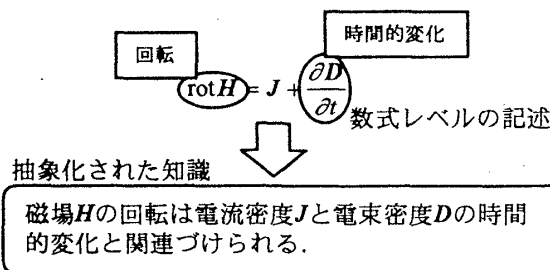 時間的変化
回転
rotH = J + ∂D/∂t
数式レベルの記述
抽象化された知識
磁場Hの回転は電流密度Jと電束密度Dの時間
的変化と関連づけられる.